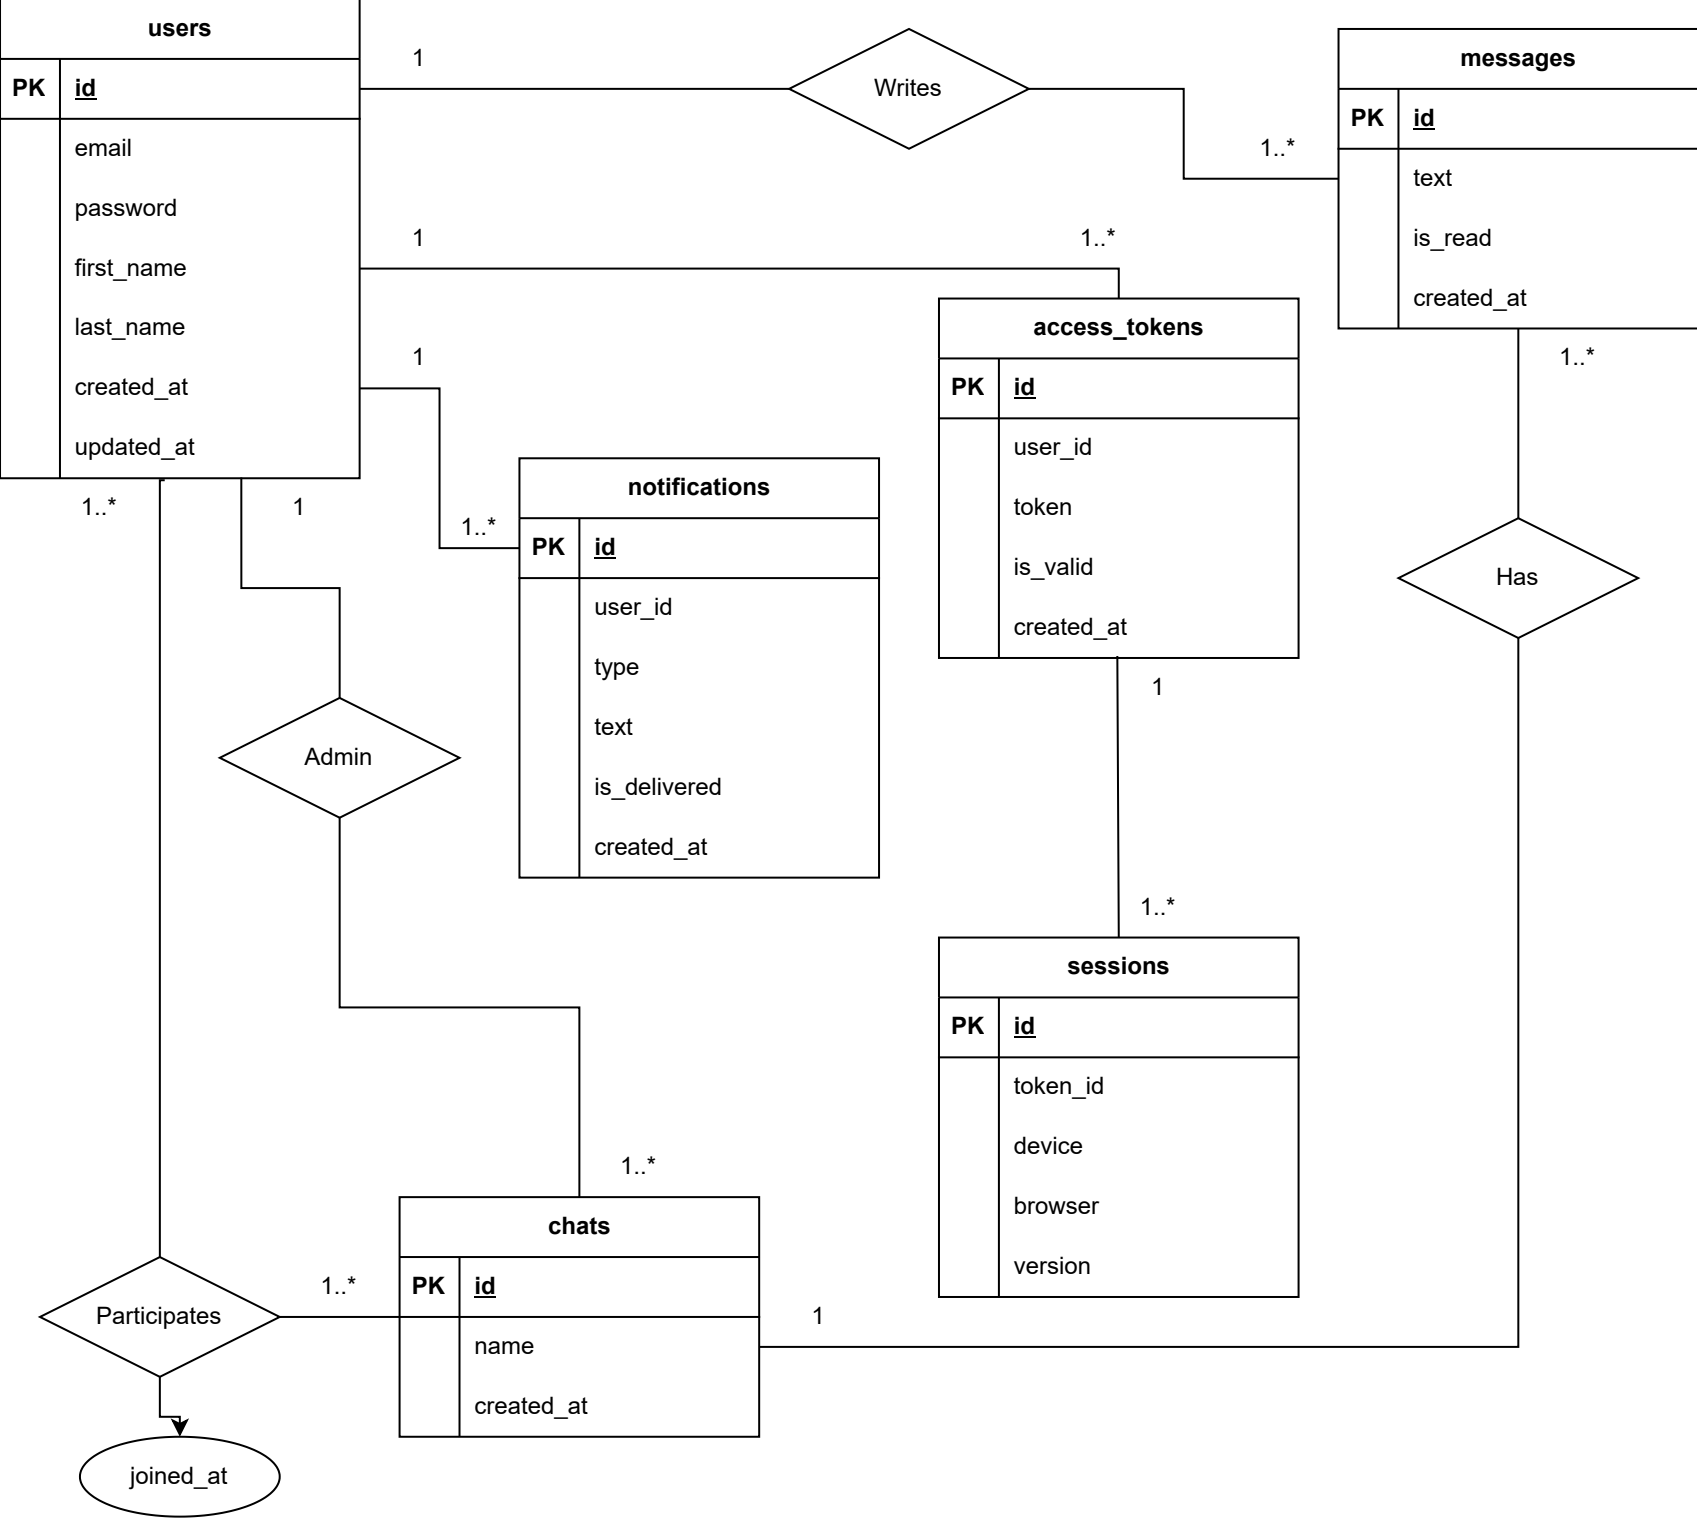 users
PK id
email
password
first_name
last_name
created_at
updated_at
1
Writes
1..*
messages
PK id
text
is_read
created_at
1
1..*
access_tokens
PK id
user_id
token
is_valid
created_at
1
1..*
notifications
PK id
user_id
type
text
is_delivered
created_at
1..*
1
Admin
1..*
1..*
Has
1
1..*
sessions
PK id
token_id
device
browser
version
chats
PK id
name
created_at
1..*
1
Participates
joined_at